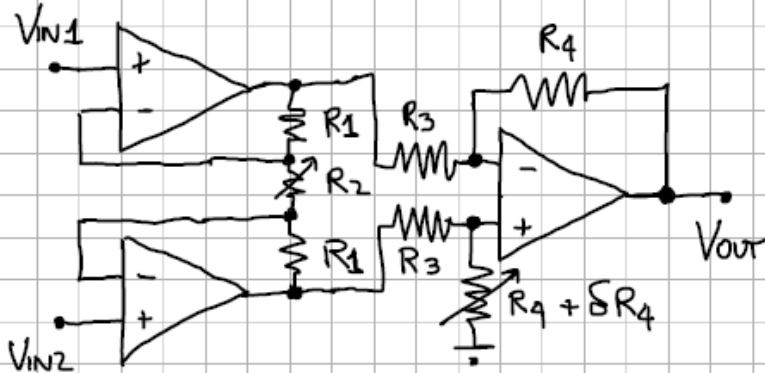 VIN1
R4
+
-
R1
R3
-
R2
+
R1
R3
VOUT
-
R4 + δR4
+
VIN2